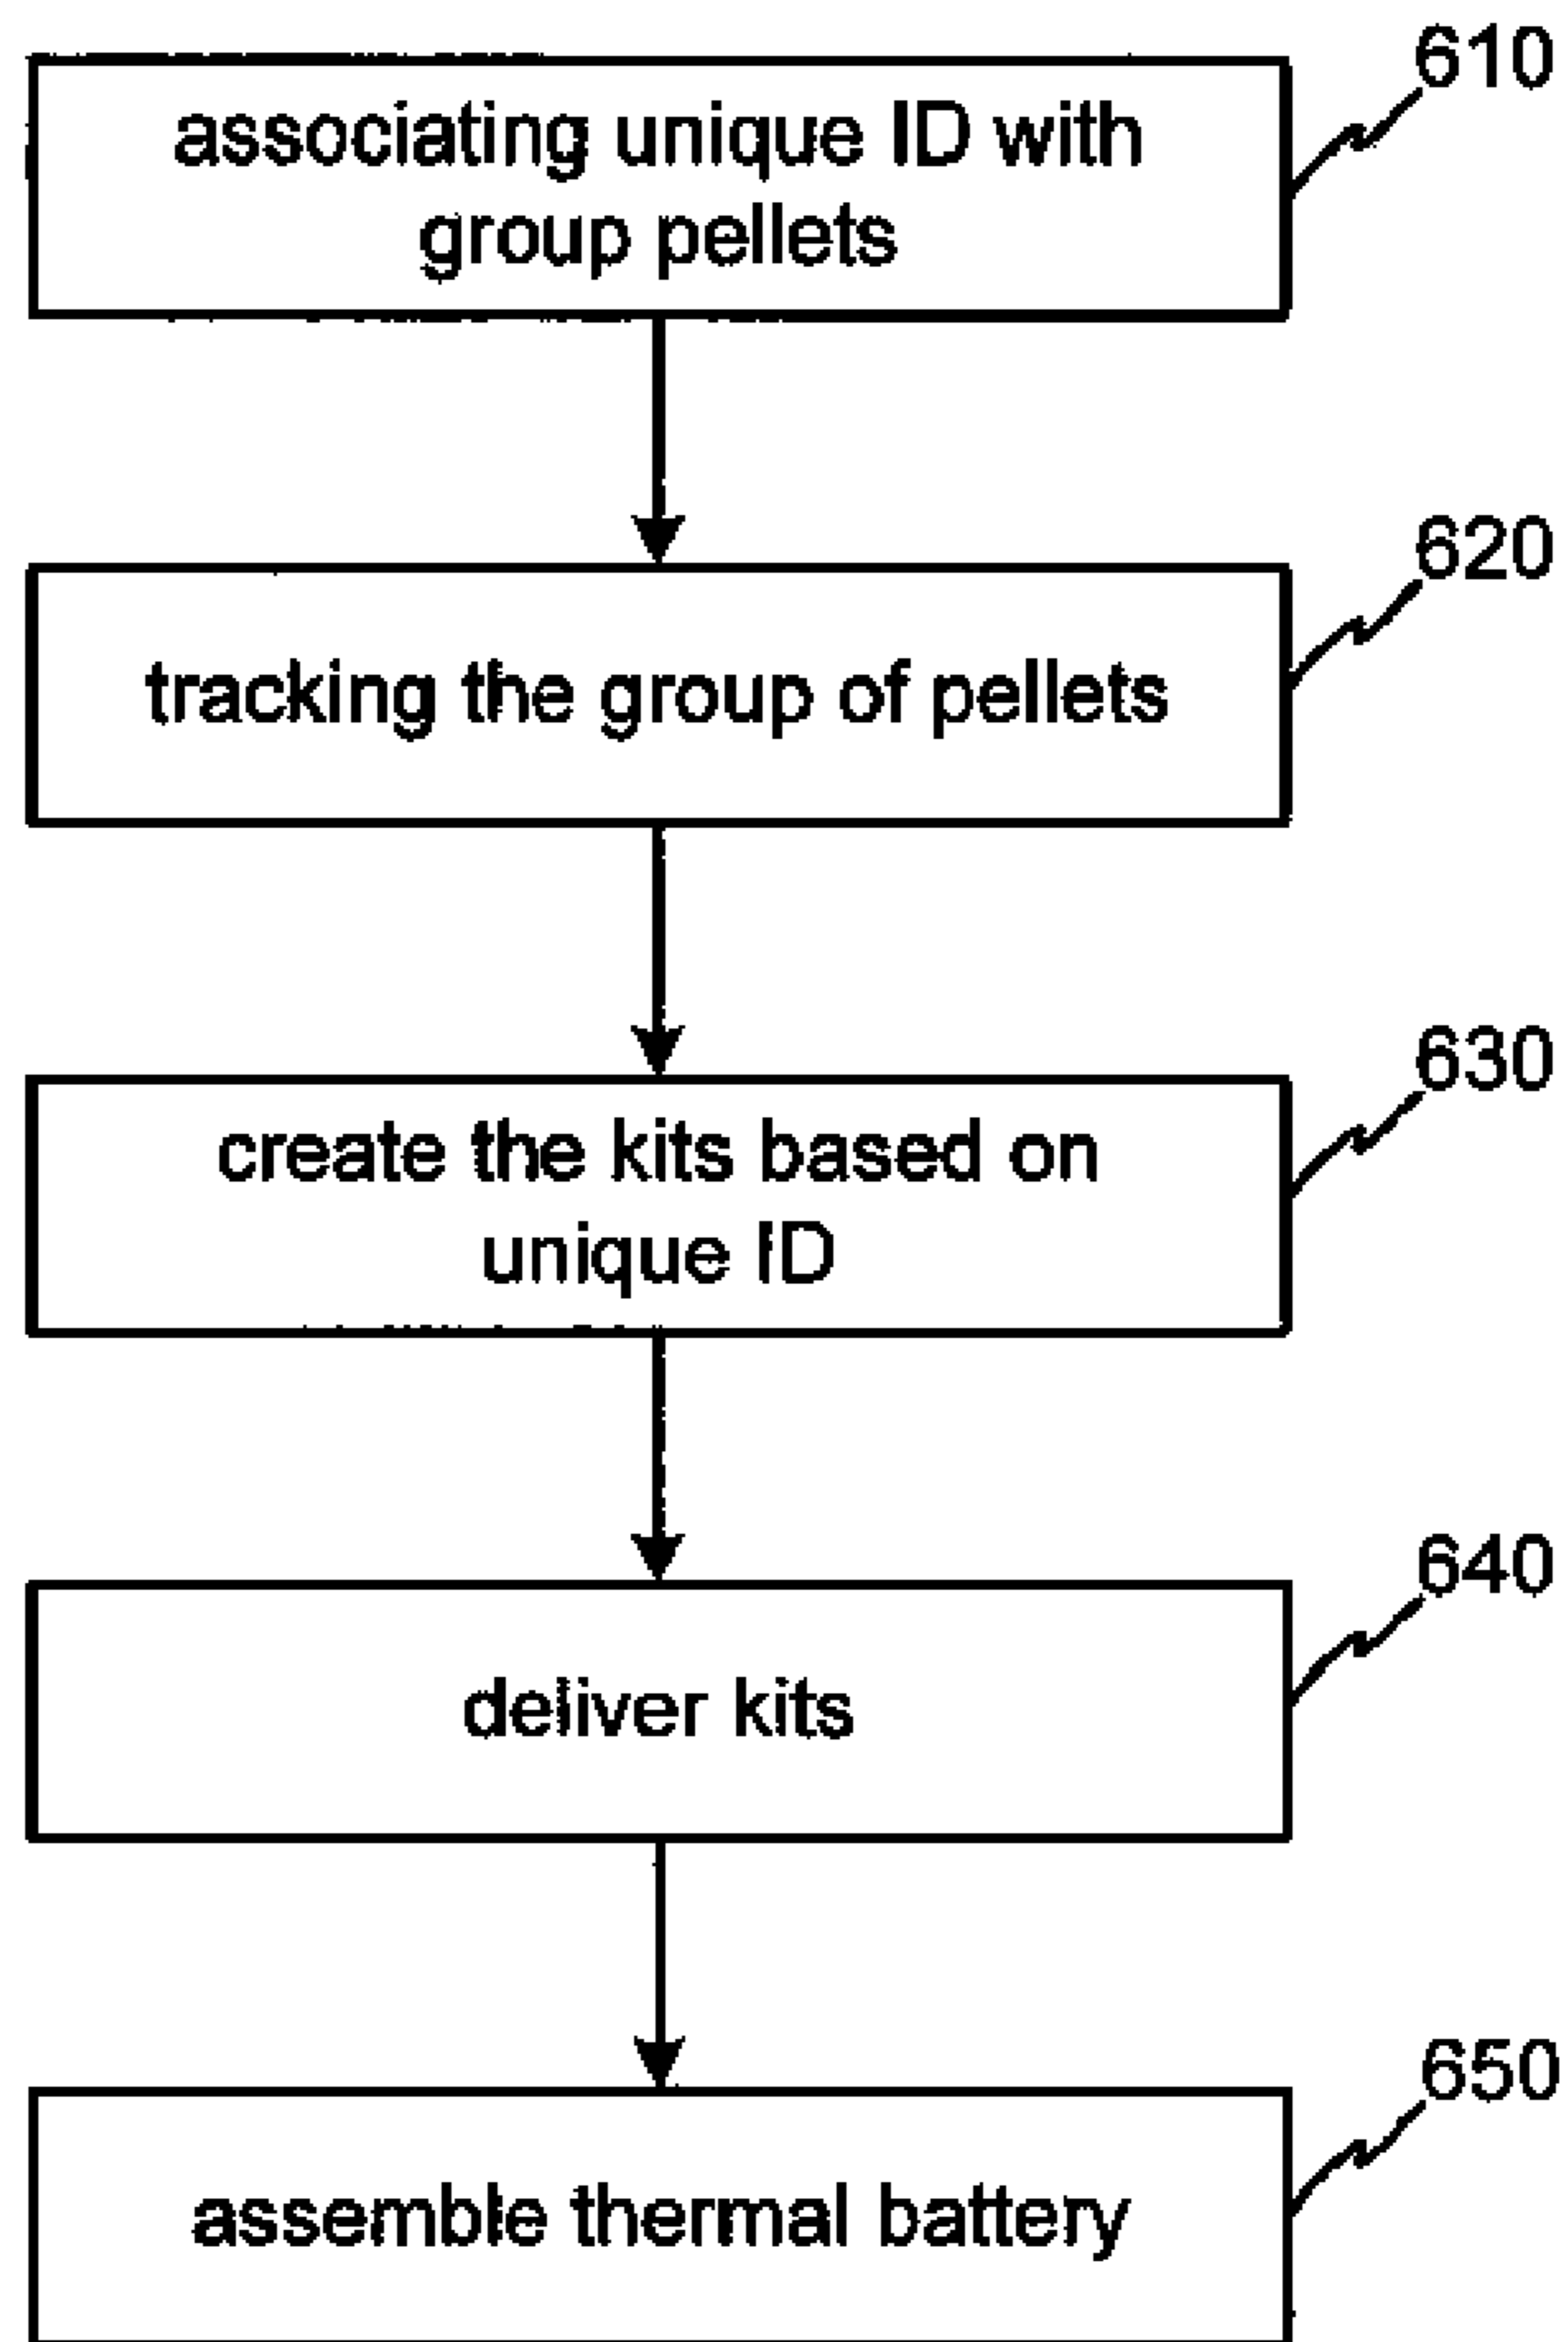 610
associating unique ID with
group pellets
620
tracking the group of pellets
630
create the kits based on
unique ID
640
deliver kits
650
assemble thermal battery